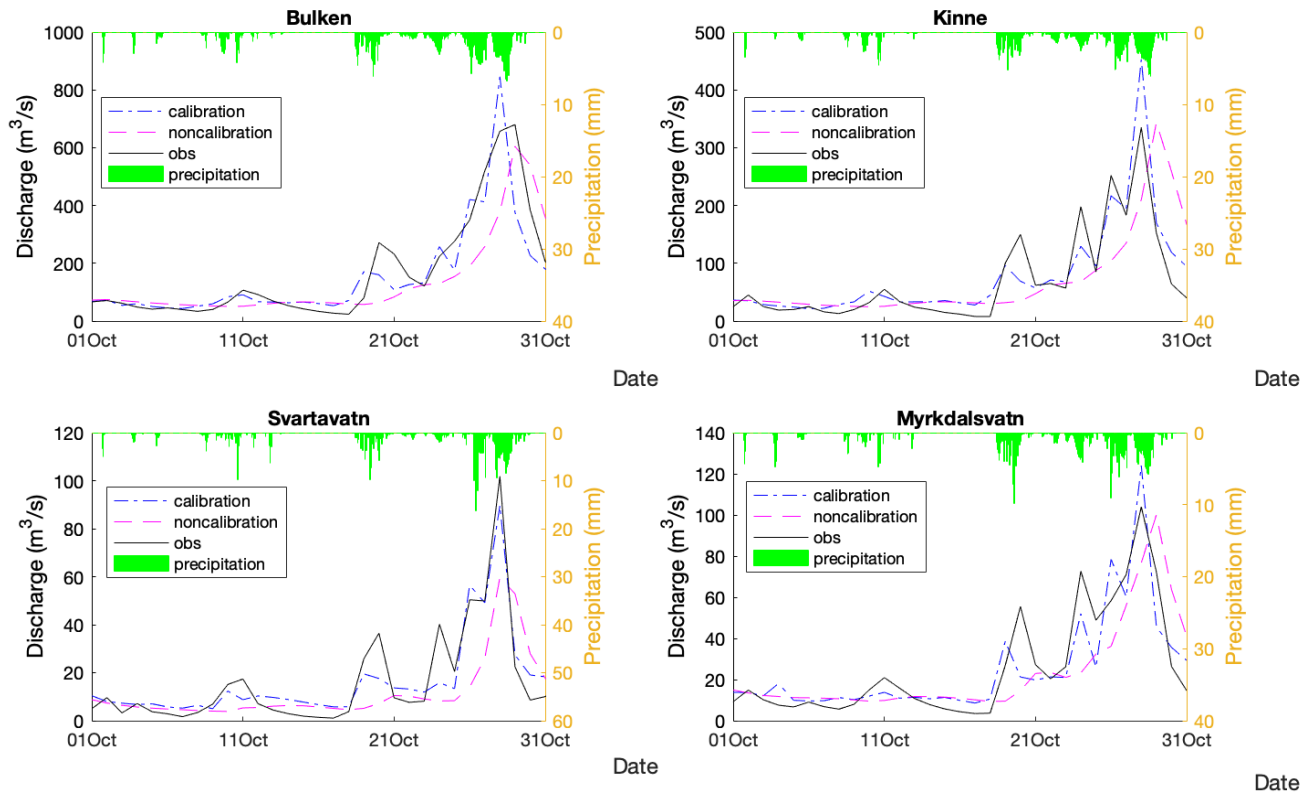 Bulken
1000
800
600
400
200
0
Discharge (m³/s)
calibration
noncalibration
obs
precipitation
0
10
20
30
40
Precipitation (mm)
01Oct 11Oct 21Oct 31Oct
Date
Kinne
500
400
300
200
100
0
Discharge (m³/s)
calibration
noncalibration
obs
precipitation
0
10
20
30
40
Precipitation (mm)
01Oct 11Oct 21Oct 31Oct
Date
Svartavatn
120
100
80
60
40
20
0
Discharge (m³/s)
calibration
noncalibration
obs
precipitation
0
10
20
30
40
50
60
Precipitation (mm)
01Oct 11Oct 21Oct 31Oct
Date
Myrkdalsvatn
140
120
100
80
60
40
20
0
Discharge (m³/s)
calibration
noncalibration
obs
precipitation
0
10
20
30
40
Precipitation (mm)
01Oct 11Oct 21Oct 31Oct
Date